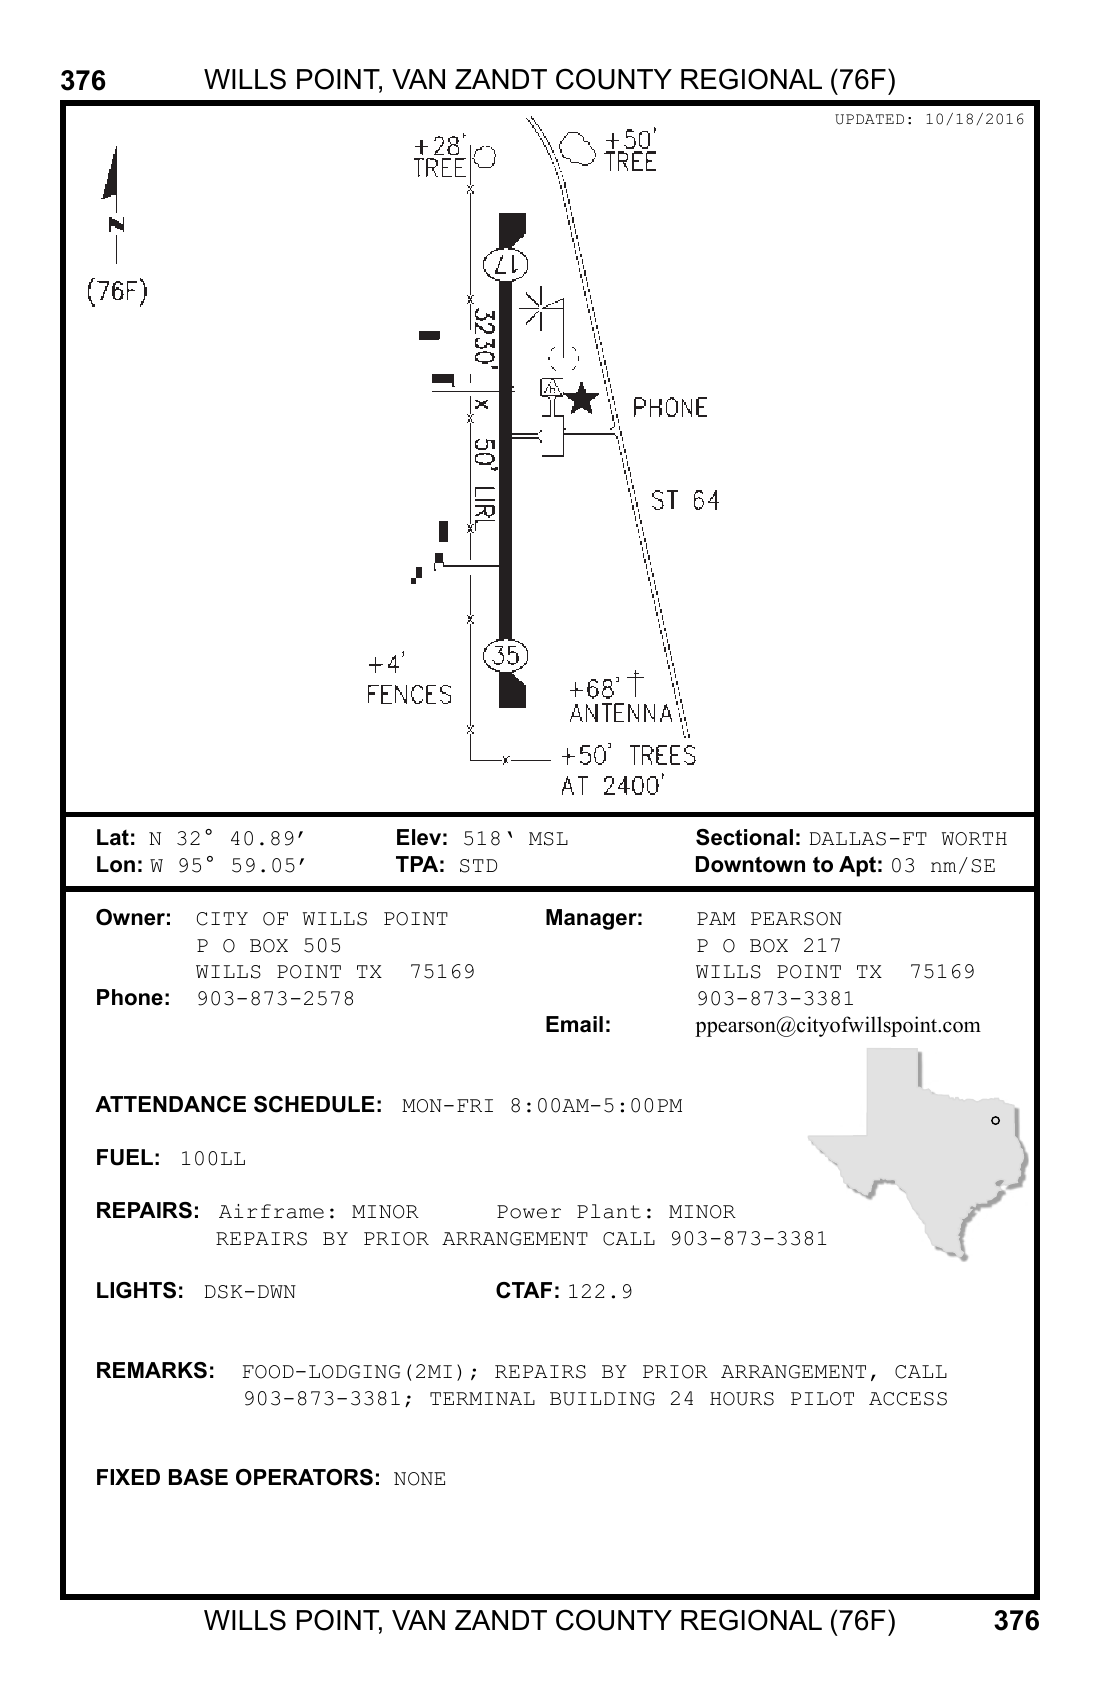 376 WILLS POINT, VAN ZANDT COUNTY REGIONAL (76F)
UPDATED: 10/18/2016
+28'
TREE
+50'
TREE
N
(76F)
17
3230' x 50' LIRL
PHONE
ST 64
35
+4'
FENCES
+68'
ANTENNA
+50' TREES
AT 2400'
Lat: N 32° 40.89′ Elev: 518‘ MSL Sectional: DALLAS-FT WORTH
Lon: W 95° 59.05′ TPA: STD Downtown to Apt: 03 nm/SE
Owner: CITY OF WILLS POINT Manager: PAM PEARSON
P O BOX 505 P O BOX 217
WILLS POINT TX 75169 WILLS POINT TX 75169
Phone: 903-873-2578 903-873-3381
Email: ppearson@cityofwillspoint.com
ATTENDANCE SCHEDULE: MON-FRI 8:00AM-5:00PM
FUEL: 100LL
REPAIRS: Airframe: MINOR Power Plant: MINOR
REPAIRS BY PRIOR ARRANGEMENT CALL 903-873-3381
LIGHTS: DSK-DWN CTAF: 122.9
REMARKS: FOOD-LODGING(2MI); REPAIRS BY PRIOR ARRANGEMENT, CALL
903-873-3381; TERMINAL BUILDING 24 HOURS PILOT ACCESS
FIXED BASE OPERATORS: NONE
WILLS POINT, VAN ZANDT COUNTY REGIONAL (76F) 376